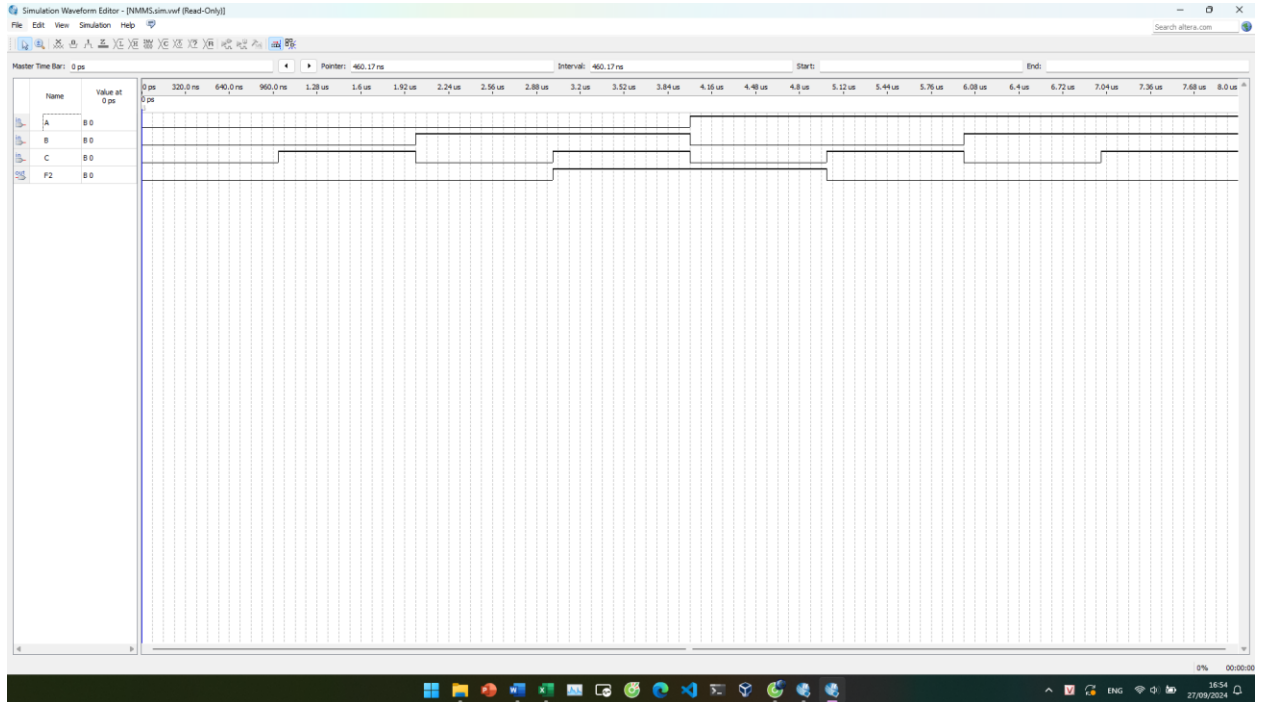 Simulation Waveform Editor - [NMMS.sim.vwf (Read-Only)]
File Edit View Simulation Help
Search altera.com
Master Time Bar: 0 ps Pointer: 460.17 ns Interval: 460.17 ns Start: End:
Name Value at 0 ps
0 ps 320.0 ns 640.0 ns 960.0 ns 1.28 us 1.6 us 1.92 us 2.24 us 2.56 us 2.88 us 3.2 us 3.52 us 3.84 us 4.16 us 4.48 us 4.8 us 5.12 us 5.44 us 5.76 us 6.08 us 6.4 us 6.72 us 7.04 us 7.36 us 7.68 us 8.0 us
0 ps
A B 0
B B 0
C B 0
F2 B 0
0% 00:00:00
ENG
16:54
27/09/2024